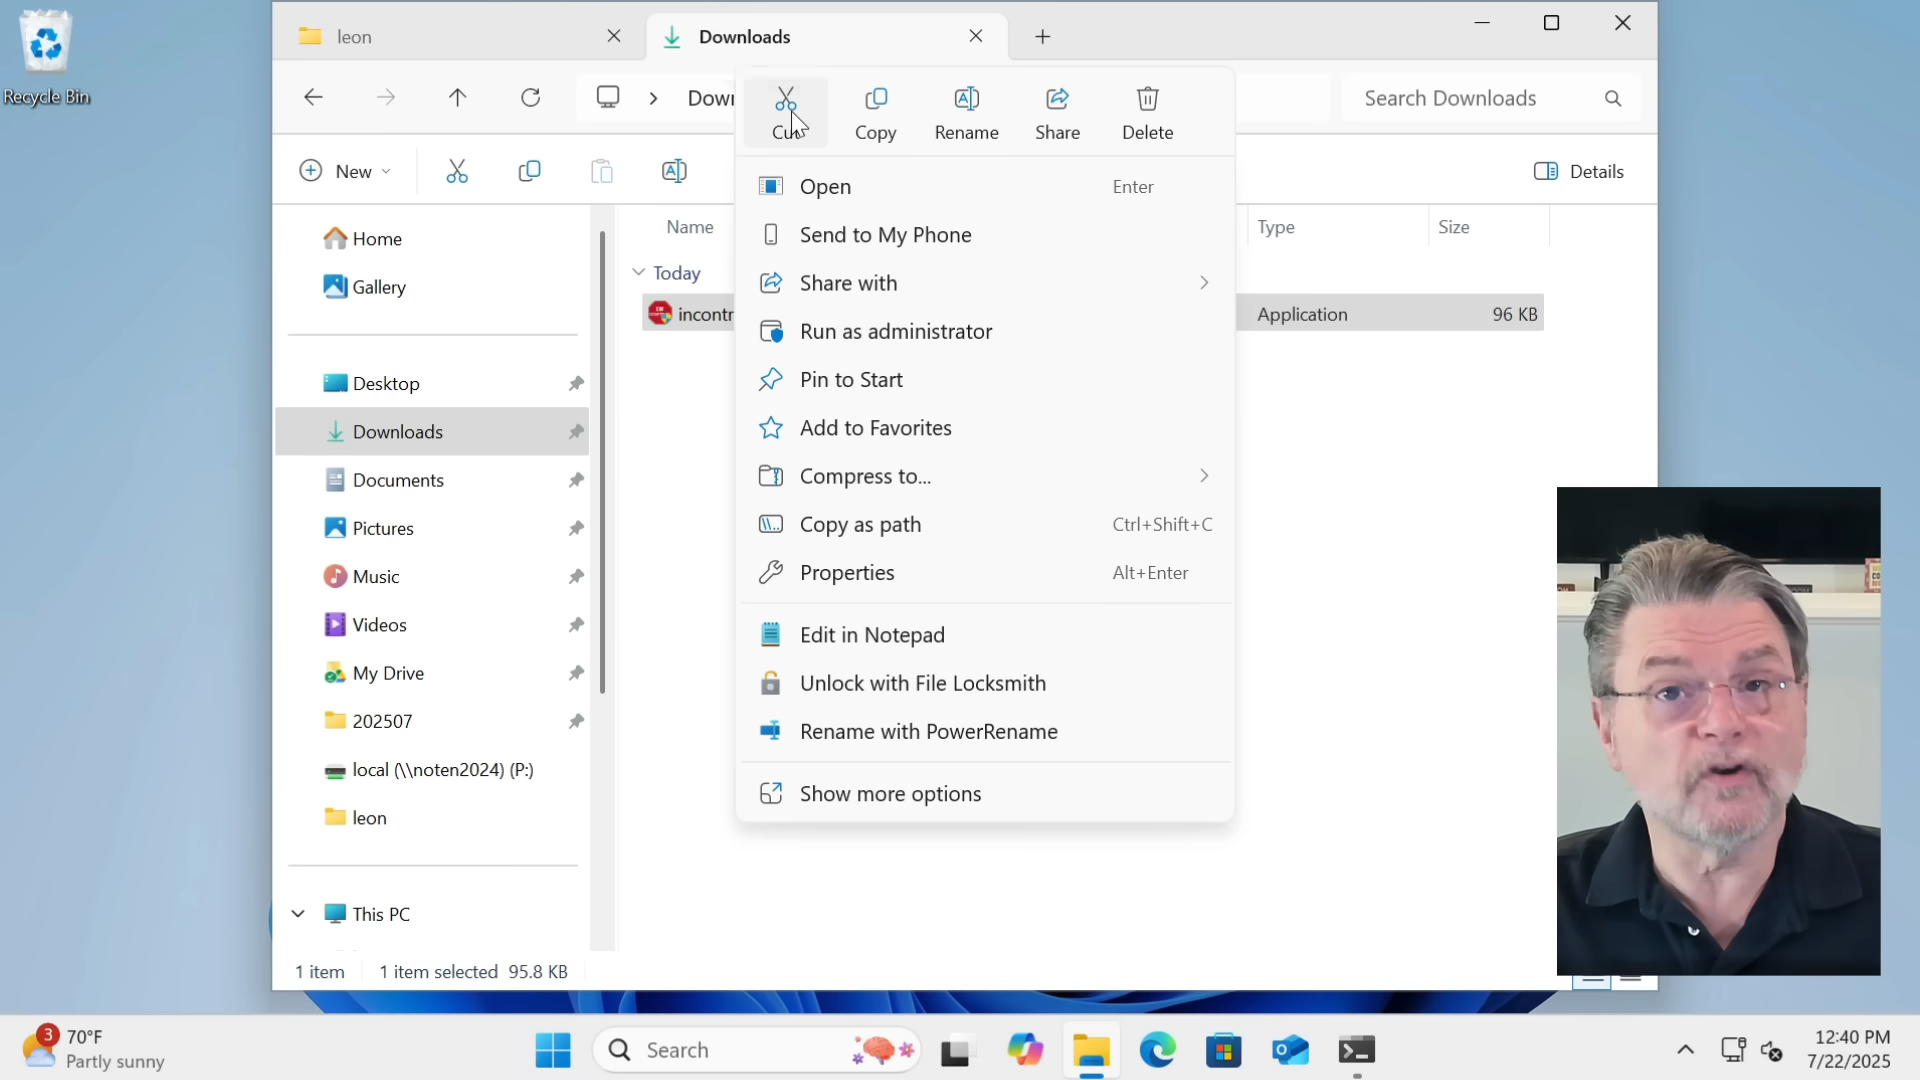 Recycle Bin
leon
Downloads
Dow
Search Downloads
Cut
Copy
Rename
Share
Delete
New
Details
Open Enter
Send to My Phone
Share with
Run as administrator
Pin to Start
Add to Favorites
Compress to...
Copy as path Ctrl+Shift+C
Properties Alt+Enter
Edit in Notepad
Unlock with File Locksmith
Rename with PowerRename
Show more options
Home
Gallery
Desktop
Downloads
Documents
Pictures
Music
Videos
My Drive
202507
local (\\noten2024) (P:)
leon
This PC
Name
Type
Size
Today
incontr
Application
96 KB
1 item
1 item selected 95.8 KB
3
70°F
Partly sunny
Search
12:40 PM
7/22/2025